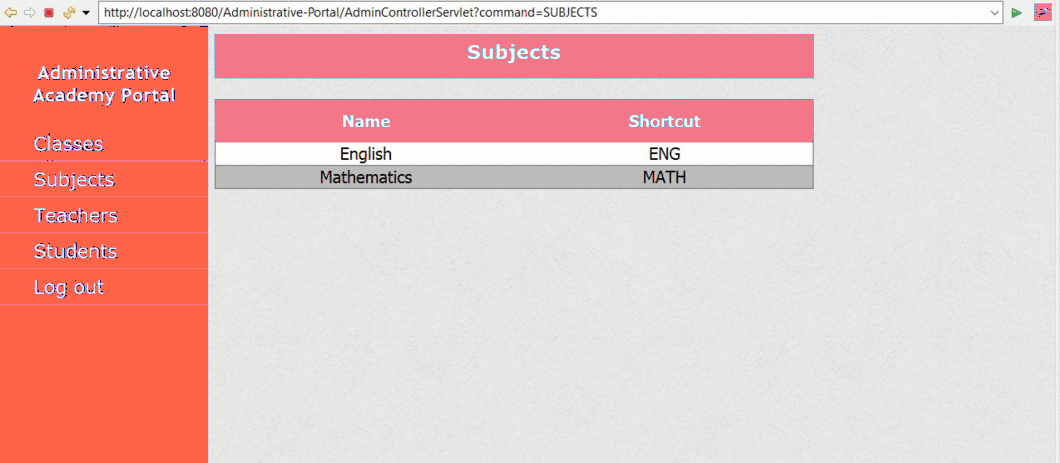 http://localhost:8080/Administrative-Portal/AdminControllerServlet?command=SUBJECTS
Administrative
Academy Portal
Classes
Subjects
Teachers
Students
Log out
Subjects
Name Shortcut
English ENG
Mathematics MATH